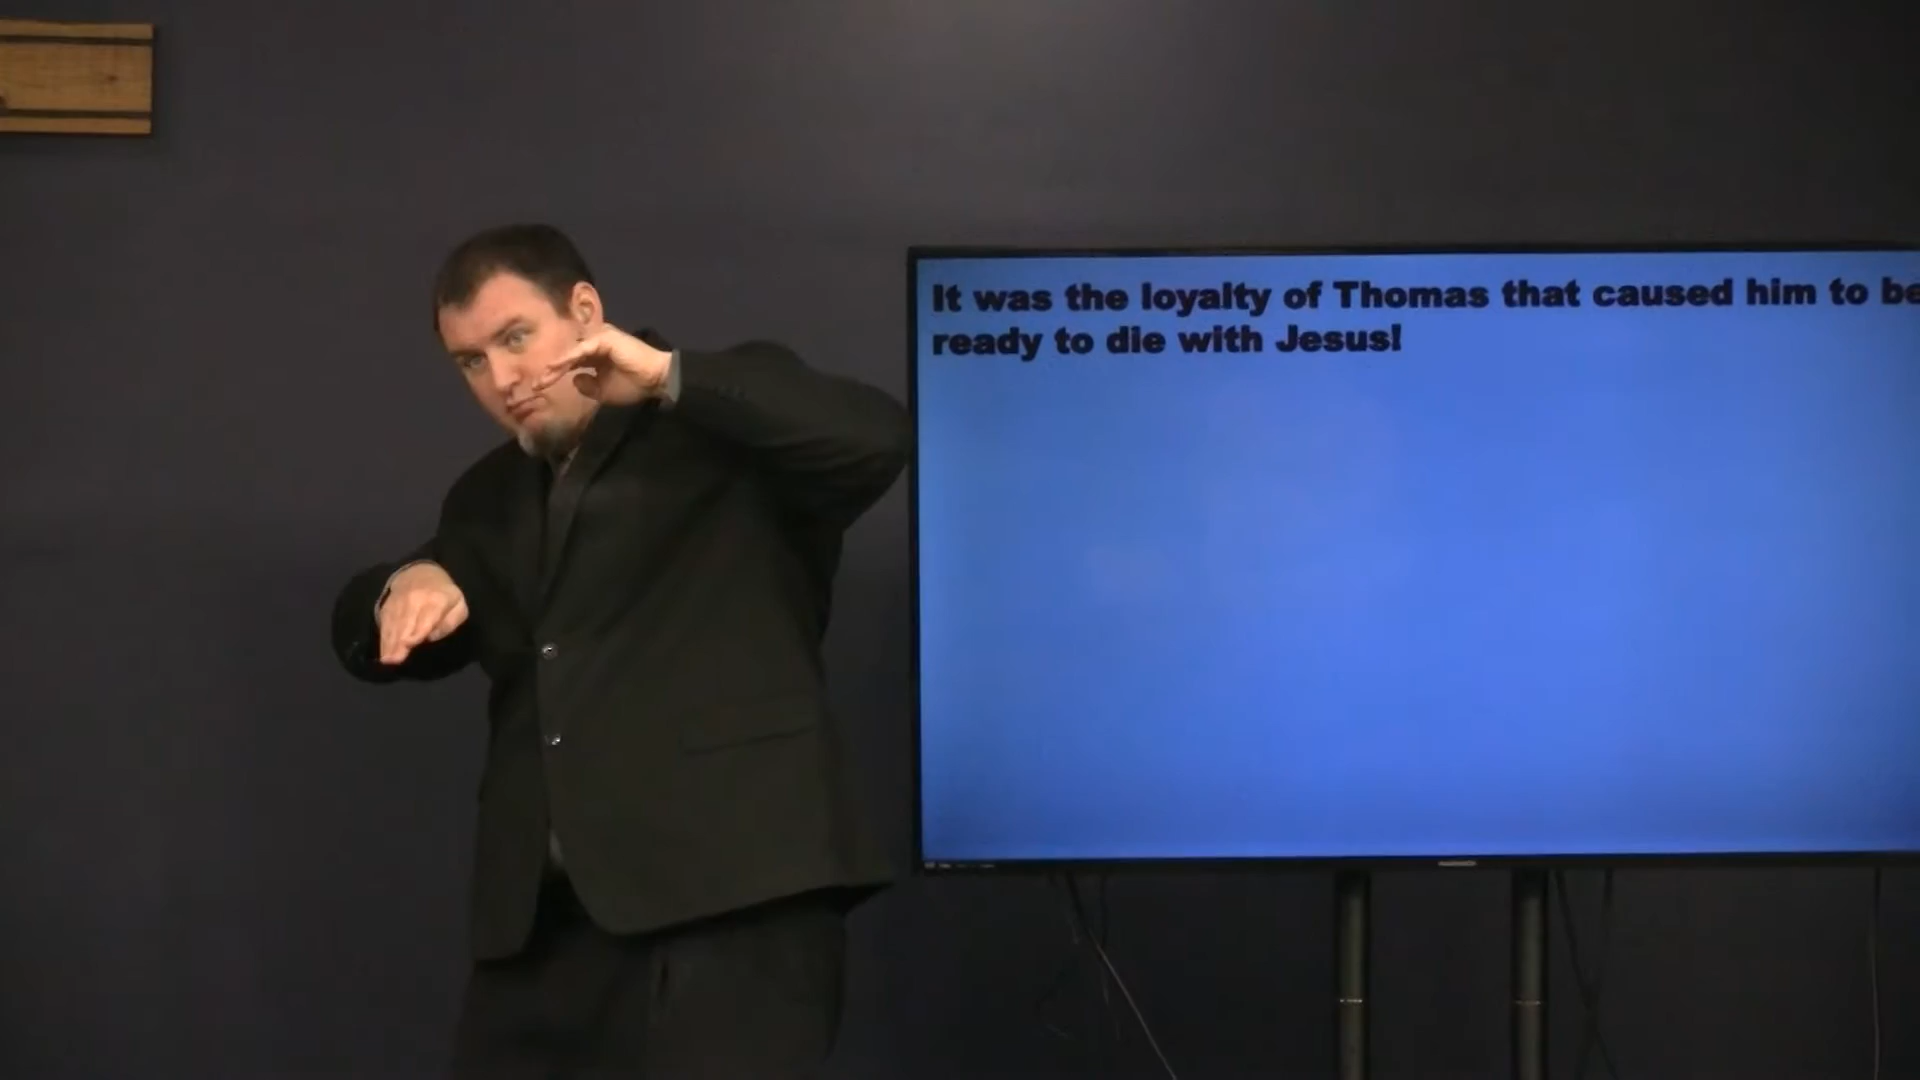 It was the loyalty of Thomas that caused him to be
ready to die with Jesus!